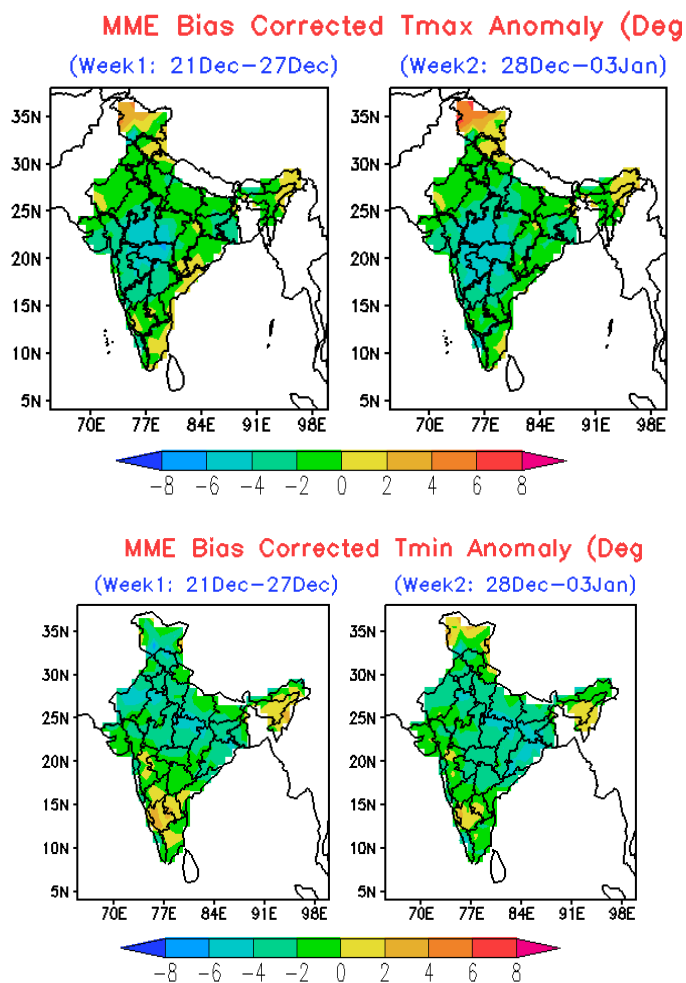 MME Bias Corrected Tmax Anomaly (Deg
(Week1: 21Dec-27Dec) (Week2: 28Dec-03Jan)
35N 35N
30N 30N
25N 25N
20N 20N
15N 15N
10N 10N
5N 5N
70E 77E 84E 91E 98E 70E 77E 84E 91E 98E
-8 -6 -4 -2 0 2 4 6 8
MME Bias Corrected Tmin Anomaly (Deg
(Week1: 21Dec-27Dec) (Week2: 28Dec-03Jan)
35N 35N
30N 30N
25N 25N
20N 20N
15N 15N
10N 10N
5N 5N
70E 77E 84E 91E 98E 70E 77E 84E 91E 98E
-8 -6 -4 -2 0 2 4 6 8